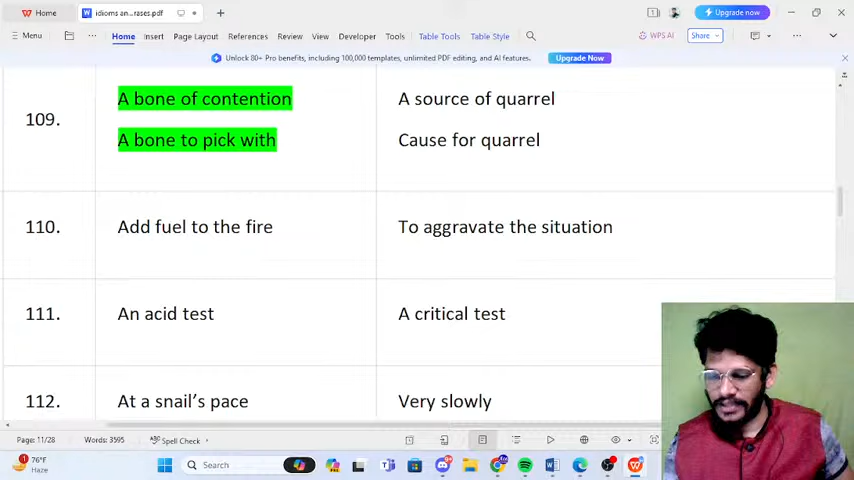 Home
idioms an...rases.pdf
1
Upgrade now
Menu
Home Insert Page Layout References Review View Developer Tools Table Tools Table Style
WPS AI
Share
Unlock 80+ Pro benefits, including 100,000 templates, unlimited PDF editing, and AI features. Upgrade Now
109. A bone of contention A source of quarrel
A bone to pick with Cause for quarrel
110. Add fuel to the fire To aggravate the situation
111. An acid test A critical test
112. At a snail's pace Very slowly
Page: 11/28 Words: 3595 Spell Check
1
76°F
Haze
Search